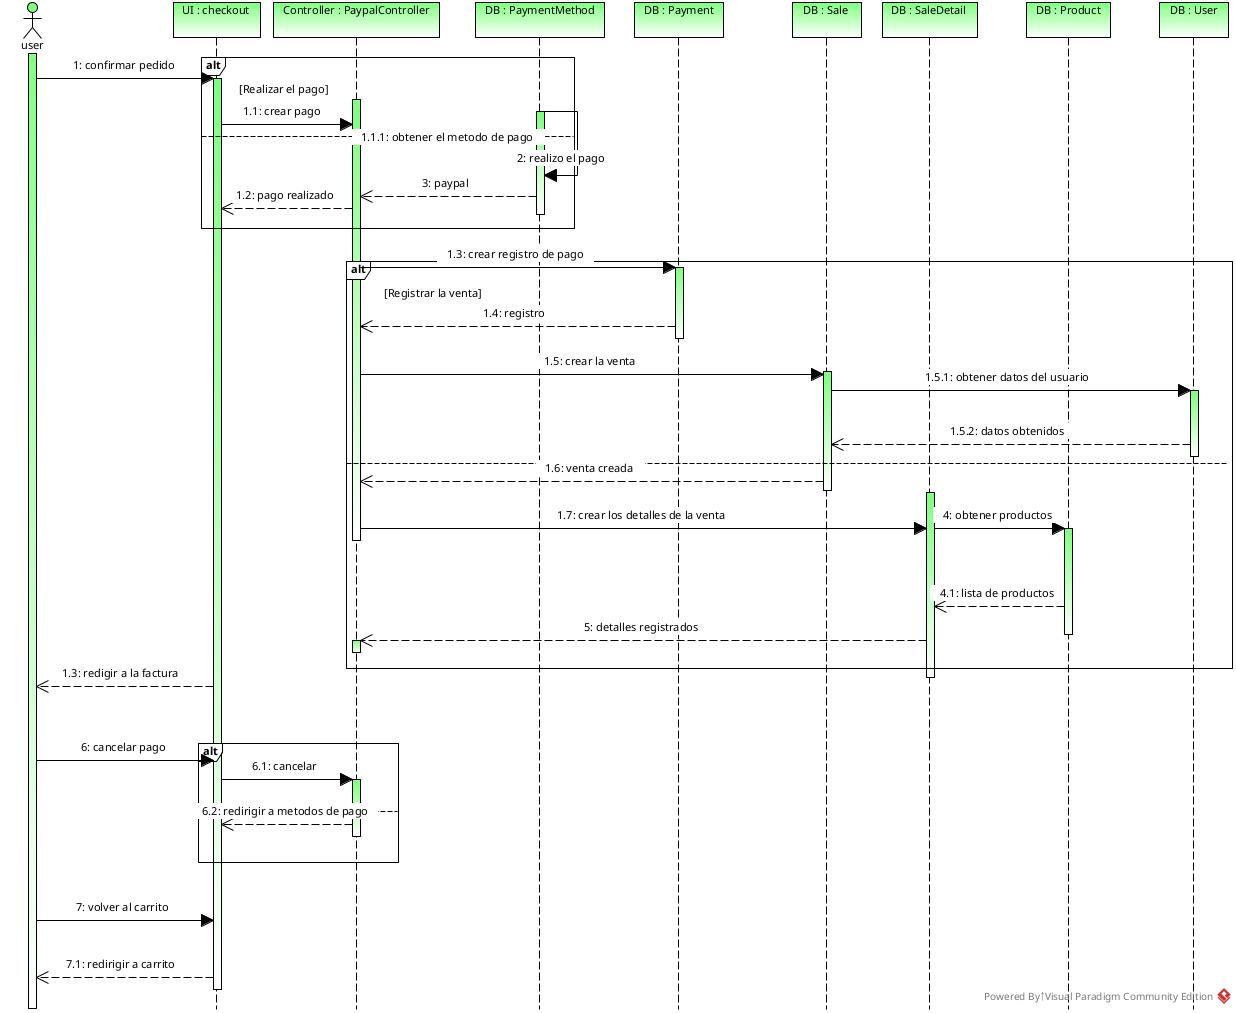 UI : checkout
Controller : PaypalController
DB : PaymentMethod
DB : Payment
DB : Sale
DB : SaleDetail
DB : Product
DB : User
user
alt
1: confirmar pedido
[Realizar el pago]
1.1: crear pago
1.1.1: obtener el metodo de pago
2: realizo el pago
3: paypal
1.2: pago realizado
1.3: crear registro de pago
alt
[Registrar la venta]
1.4: registro
1.5: crear la venta
1.5.1: obtener datos del usuario
1.5.2: datos obtenidos
1.6: venta creada
1.7: crear los detalles de la venta
4: obtener productos
4.1: lista de productos
5: detalles registrados
1.3: redigir a la factura
6: cancelar pago
alt
6.1: cancelar
6.2: redirigir a metodos de pago
7: volver al carrito
7.1: redirigir a carrito
Powered By Visual Paradigm Community Edition